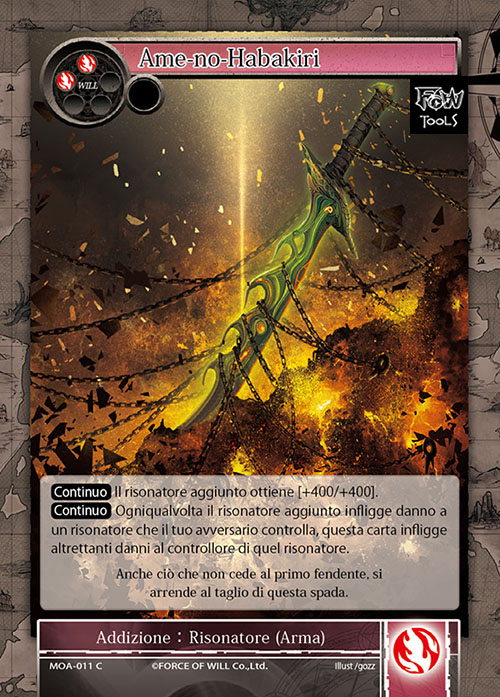 Ame-no-Habakiri
WILL
FOW
TOOLS
Continuo Il risonatore aggiunto ottiene [+400/+400].
Continuo Ogniqualvolta il risonatore aggiunto infligge danno a
un risonatore che il tuo avversario controlla, questa carta infligge
altrettanti danni al controllore di quel risonatore.
Anche ciò che non cede al primo fendente, si
arrende al taglio di questa spada.
Addizione : Risonatore (Arma)
MOA-011 C ©FORCE OF WILL Co.,Ltd. Illust/gozz